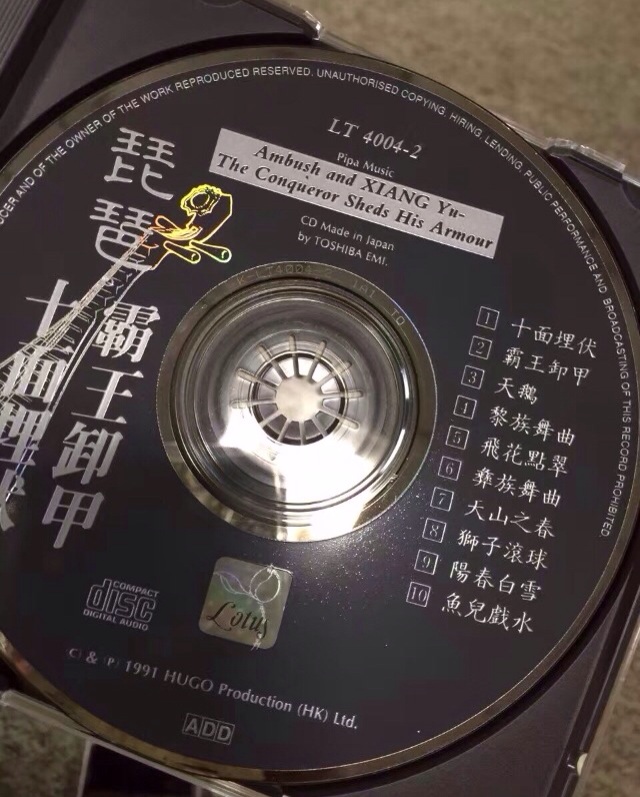 UCER AND OF THE OWNER OF THE WORK REPRODUCED RESERVED. UNAUTHORISED COPYING, HIRING, LENDING, PUBLIC PERFORMANCE AND BROADCASTING OF THIS RECORD PROHIBITED
LT 4004-2
Pipa Music
Ambush and XIANG Yu-
The Conqueror Sheds His Armour
CD Made in Japan
by TOSHIBA EMI.
琵琶
霸王卸甲
十面埋伏
1 十面埋伏
2 霸王卸甲
3 天鵝
4 黎族舞曲
5 飛花點翠
6 彝族舞曲
7 天山之春
8 獅子滾球
9 陽春白雪
10 魚兒戲水
COMPACT
disc
DIGITAL AUDIO
Lotus
(C) & (P) 1991 HUGO Production (HK) Ltd.
ADD